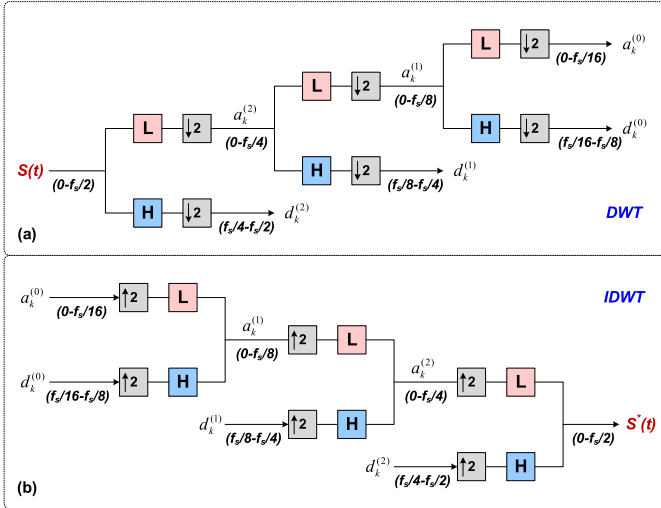 L ↓2 a_k^(0)
(0-f_s/16)
a_k^(1)
L ↓2
(0-f_s/8)
a_k^(2)
H ↓2 d_k^(0)
L ↓2
(f_s/16-f_s/8)
(0-f_s/4)
S(t)
H ↓2 d_k^(1)
(0-f_s/2)
(f_s/8-f_s/4)
H ↓2 d_k^(2)
(f_s/4-f_s/2)
DWT
(a)
a_k^(0) ↑2 L
IDWT
(0-f_s/16)
a_k^(1)
↑2 L
(0-f_s/8)
a_k^(2)
d_k^(0) ↑2 H
↑2 L
(f_s/16-f_s/8)
(0-f_s/4)
d_k^(1) ↑2 H
S*(t)
(f_s/8-f_s/4)
(0-f_s/2)
d_k^(2) ↑2 H
(f_s/4-f_s/2)
(b)